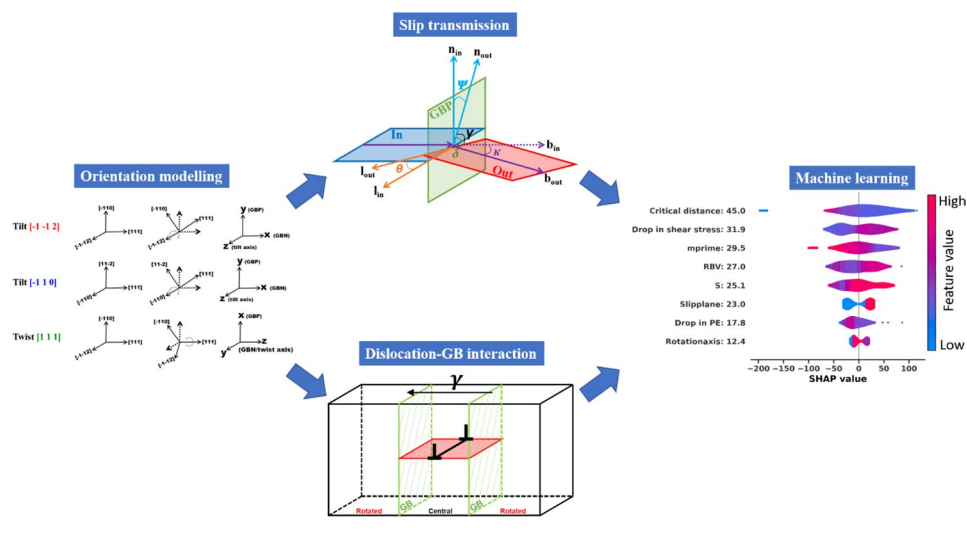 Slip transmission
n_in
n_out
Ψ
GBP
In
γ
b_in
δ
κ
θ
l_out
l_in
Out
b_out
Orientation modelling
Tilt [-1 -1 2]
[-110]
[111]
[-1-12]
[-110]
[111]
[-1-12]
y (GBP)
x (GBN)
z (tilt axis)
Tilt [-1 1 0]
[11-2]
[111]
[-110]
[11-2]
[111]
[-110]
y (GBP)
x (GBN)
z (tilt axis)
Twist [1 1 1]
[-110]
[111]
[-1-12]
[-110]
[111]
[-1-12]
x (GBP)
z
(GBN/twist axis)
y
Dislocation-GB interaction
γ
GB
GB
Rotated
Central
Rotated
Machine learning
Critical distance: 45.0
Drop in shear stress: 31.9
mprime: 29.5
RBV: 27.0
S: 25.1
Slipplane: 23.0
Drop in PE: 17.8
Rotationaxis: 12.4
−200 −150 −100 −50 0 50 100
SHAP value
High
Feature value
Low